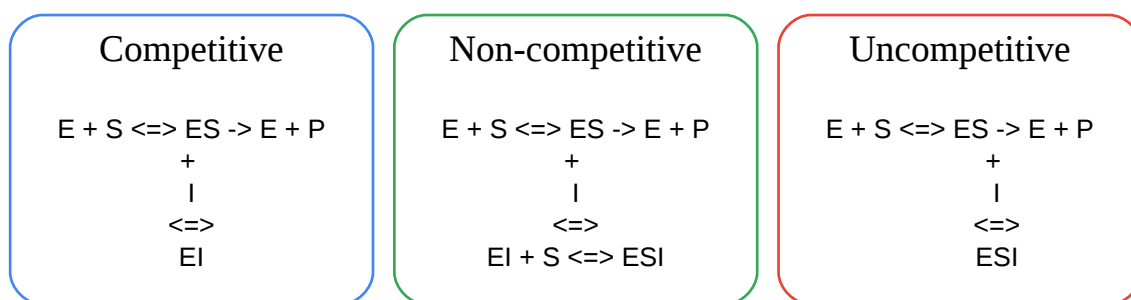 Competitive
E + S <=> ES -> E + P
+
I
<=>
EI
Non-competitive
E + S <=> ES -> E + P
+
I
<=>
EI + S <=> ESI
Uncompetitive
E + S <=> ES -> E + P
+
I
<=>
ESI